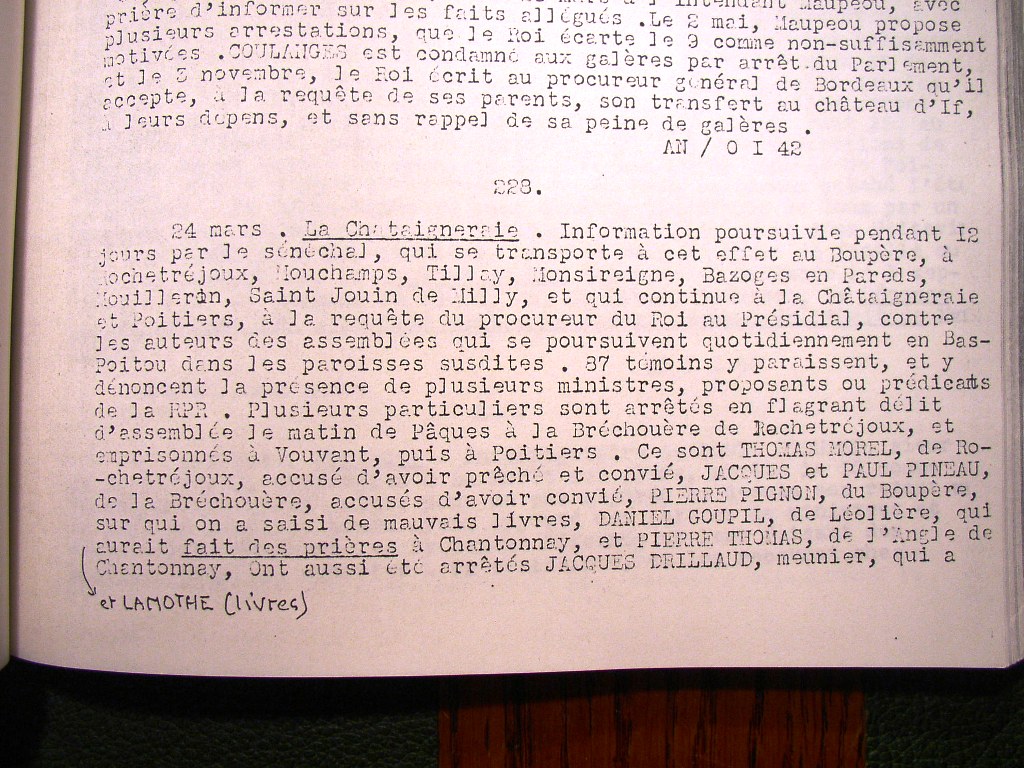 prière d'informer sur les faits allégués .Le 2 mai, Maupeou propose
plusieurs arrestations, que le Roi écarte le 9 comme non-suffisamment
motivées .COULANGES est condamné aux galères par arrêt du Parlement,
et le 3 novembre, le Roi écrit au procureur général de Bordeaux qu'il
accepte, à la requête de ses parents, son transfert au château d'If,
à leurs dépens, et sans rappel de sa peine de galères .
AN / O I 42
228.
24 mars . La Chataigneraie . Information poursuivie pendant I2
jours par le sénéchal, qui se transporte à cet effet au Boupère, à
Rochetréjoux, Mouchamps, Tillay, Monsireigne, Bazoges en Pareds,
Mouilleron, Saint Jouin de Milly, et qui continue à la Châtaigneraie
et Poitiers, à la requête du procureur du Roi au Présidial, contre
les auteurs des assemblées qui se poursuivent quotidiennement en Bas-
Poitou dans les paroisses susdites . 87 témoins y paraissent, et y
dénoncent la présence de plusieurs ministres, proposants ou prédicants
de la RPR . Plusieurs particuliers sont arrêtés en flagrant délit
d'assemblée le matin de Pâques à la Bréchouère de Rochetréjoux, et
emprisonnés à Vouvant, puis à Poitiers . Ce sont THOMAS MOREL, de Ro-
-chetréjoux, accusé d'avoir prêché et convié, JACQUES et PAUL PINEAU,
de la Bréchouère, accusés d'avoir convié, PIERRE PIGNON, du Boupère,
sur qui on a saisi de mauvais livres, DANIEL GOUPIL, de Léolière, qui
aurait fait des prières à Chantonnay, et PIERRE THOMAS, de l'Angle de
Chantonnay, Ont aussi été arrêtés JACQUES DRILLAUD, meunier, qui a
et LAMOTHE (livres)